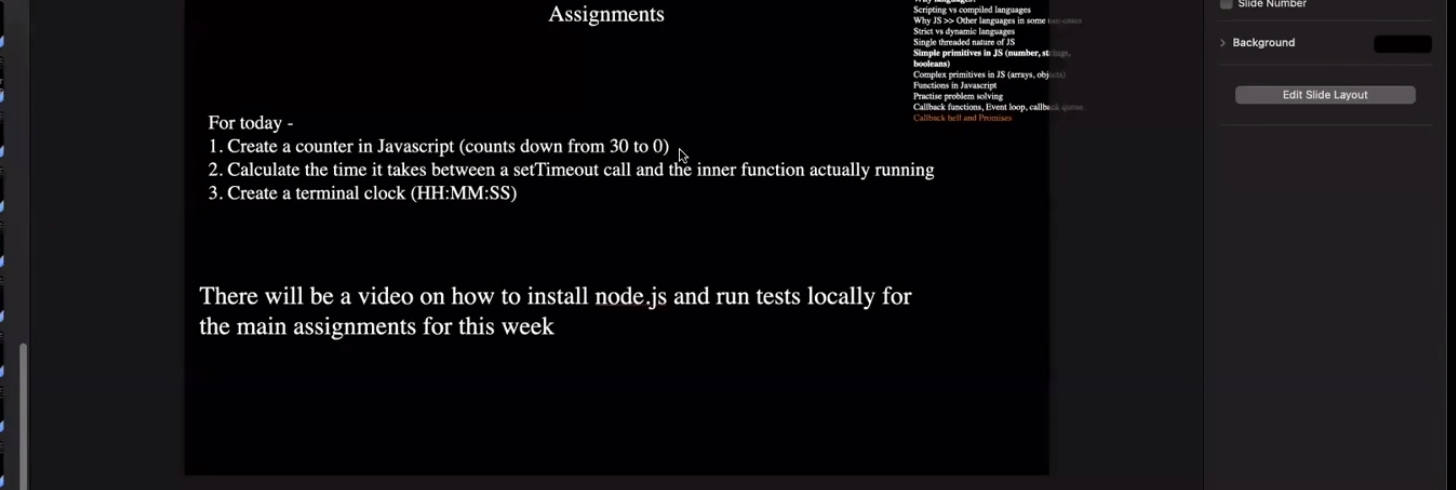 Assignments
Scripting vs compiled languages
Why JS >> Other languages in some use cases
Strict vs dynamic languages
Single threaded nature of JS
Simple primitives in JS (number, strings,
booleans)
Complex primitives in JS (arrays, objects)
Functions in Javascript
Practise problem solving
Callback functions, Event loop, callback queue
Callback hell and Promises
For today -
1. Create a counter in Javascript (counts down from 30 to 0)
2. Calculate the time it takes between a setTimeout call and the inner function actually running
3. Create a terminal clock (HH:MM:SS)
There will be a video on how to install node.js and run tests locally for
the main assignments for this week
Slide Number
Background
Edit Slide Layout